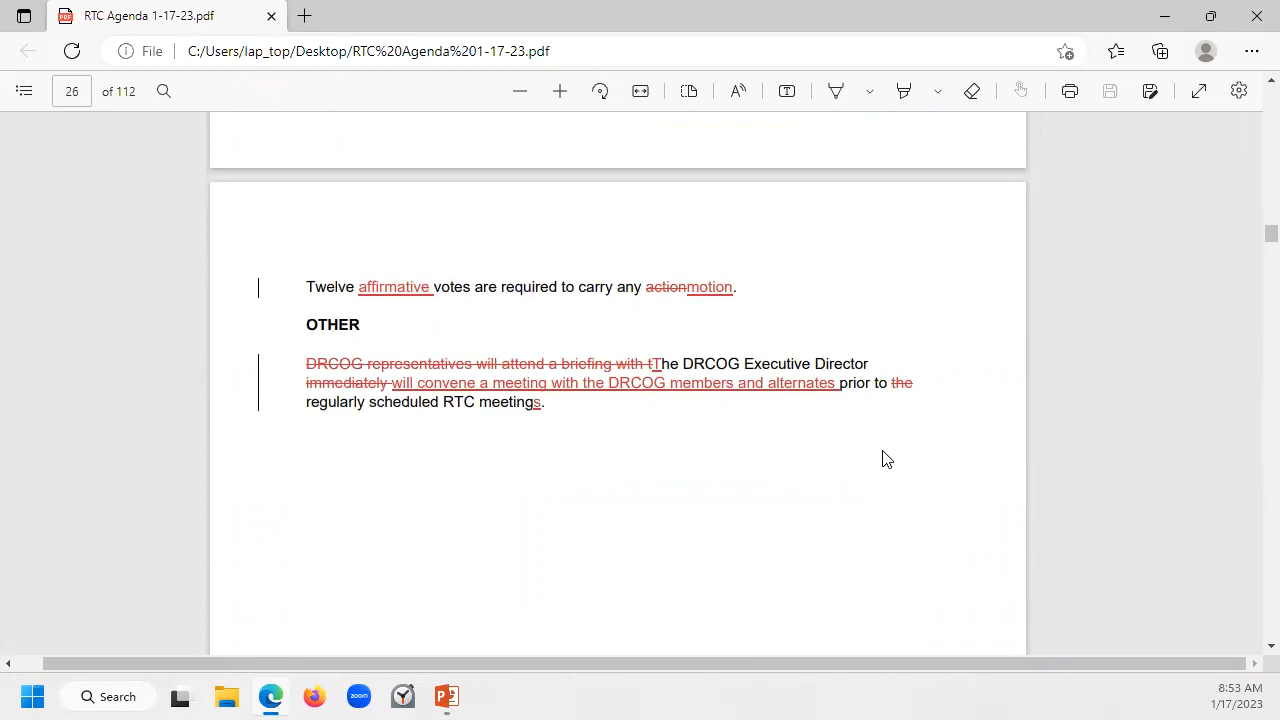 RTC Agenda 1-17-23.pdf
File C:/Users/lap_top/Desktop/RTC%20Agenda%201-17-23.pdf
26 of 112
Twelve affirmative votes are required to carry any actionmotion.
OTHER
DRCOG representatives will attend a briefing with tThe DRCOG Executive Director
immediately will convene a meeting with the DRCOG members and alternates prior to the
regularly scheduled RTC meetings.
Search
zoom
8:53 AM
1/17/2023